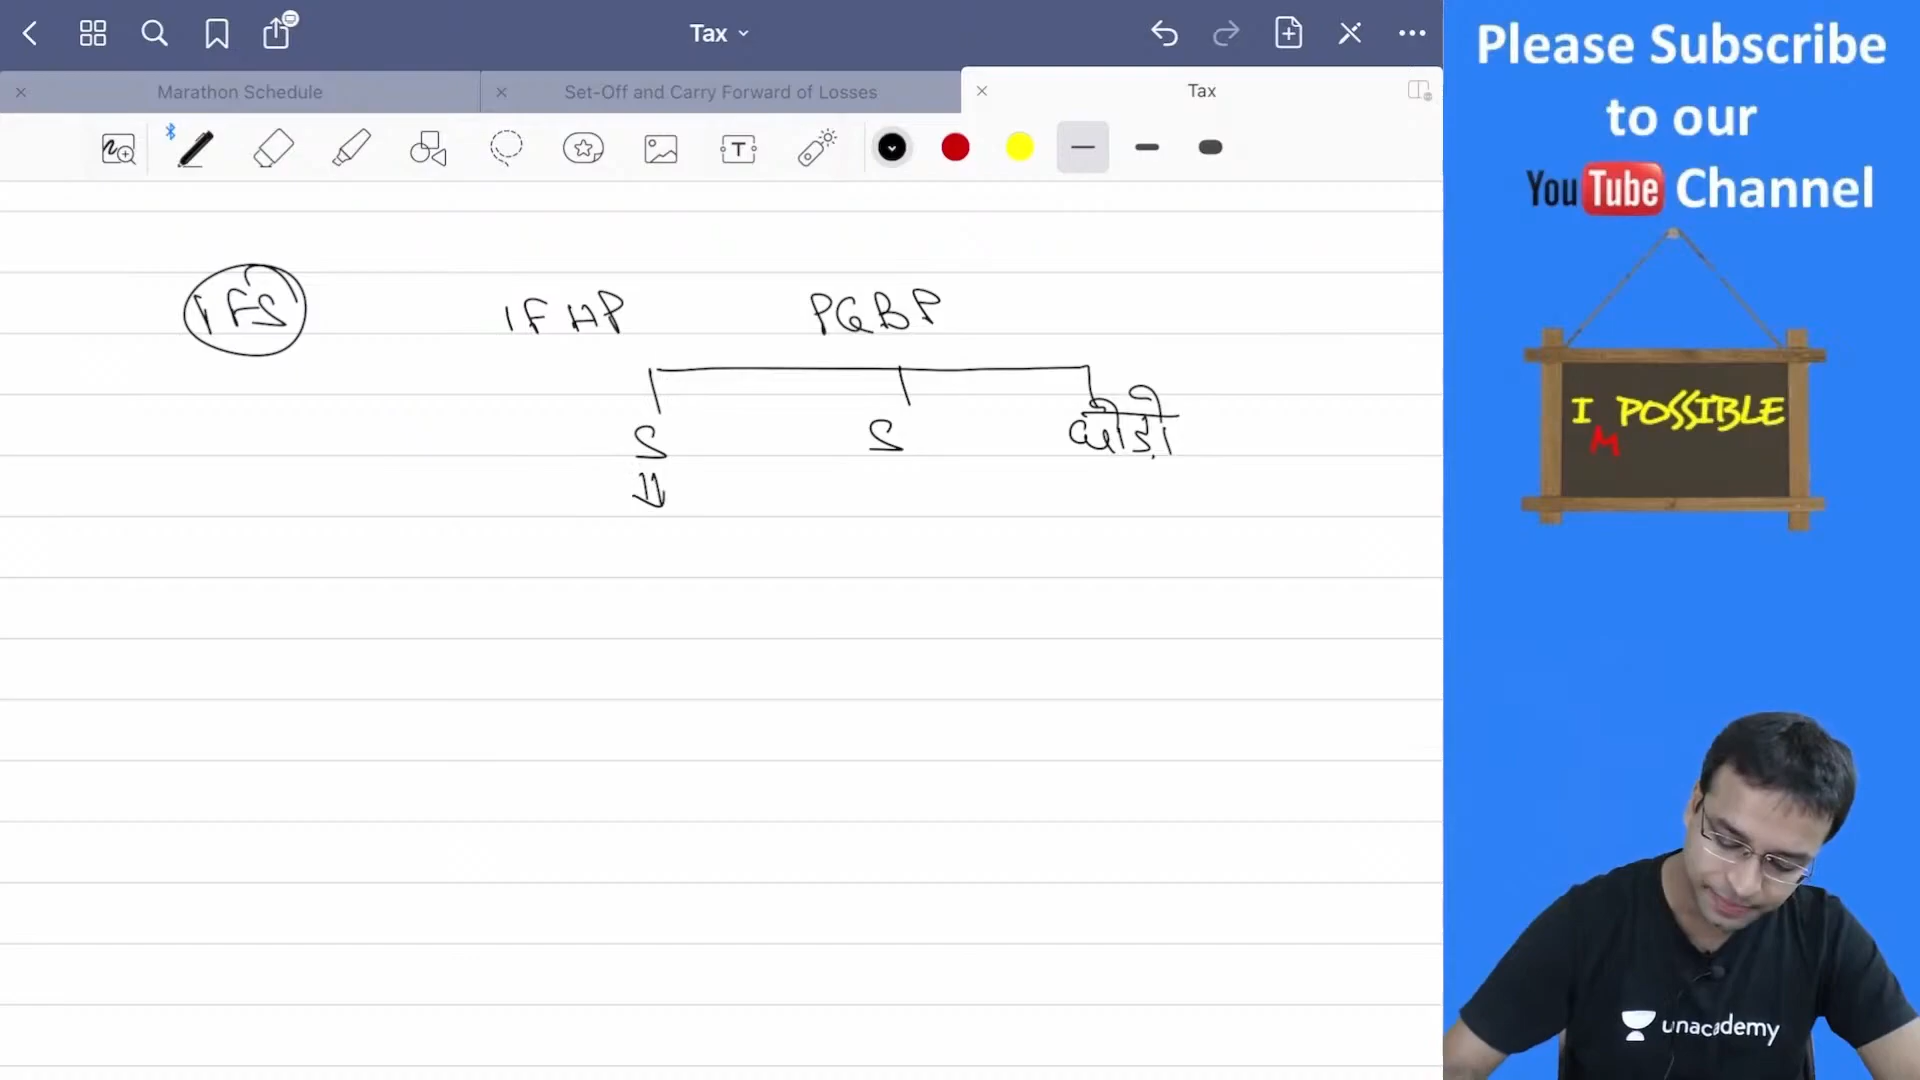 Tax
Marathon Schedule
Set-Off and Carry Forward of Losses
Tax
T
IFS IFHP PGBP
S S
Please Subscribe
to our
YouTube Channel
I POSSIBLE
M
unacademy